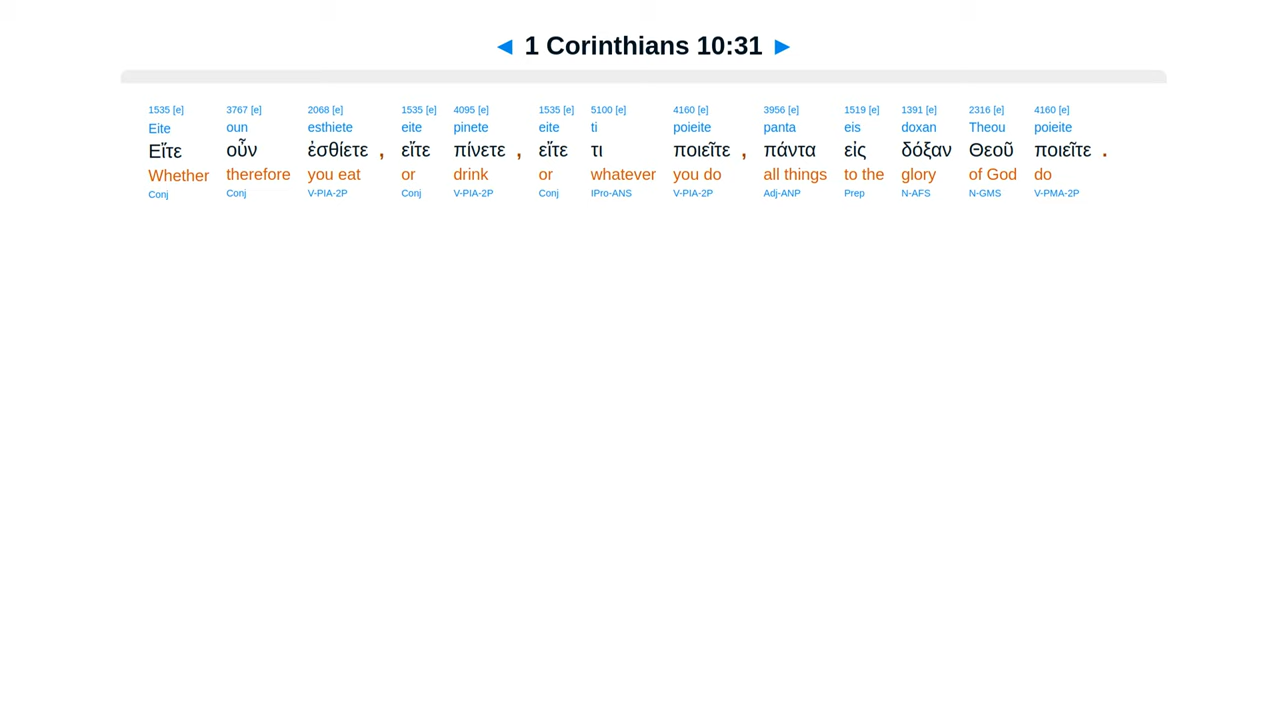 ◄ 1 Corinthians 10:31 ►
1535 [e] 3767 [e] 2068 [e] 1535 [e] 4095 [e] 1535 [e] 5100 [e] 4160 [e] 3956 [e] 1519 [e] 1391 [e] 2316 [e] 4160 [e]
Eite oun esthiete eite pinete eite ti poieite panta eis doxan Theou poieite
Εἴτε οὖν ἐσθίετε , εἴτε πίνετε , εἴτε τι ποιεῖτε , πάντα εἰς δόξαν Θεοῦ ποιεῖτε .
Whether therefore you eat or drink or whatever you do all things to the glory of God do
Conj Conj V-PIA-2P Conj V-PIA-2P Conj IPro-ANS V-PIA-2P Adj-ANP Prep N-AFS N-GMS V-PMA-2P